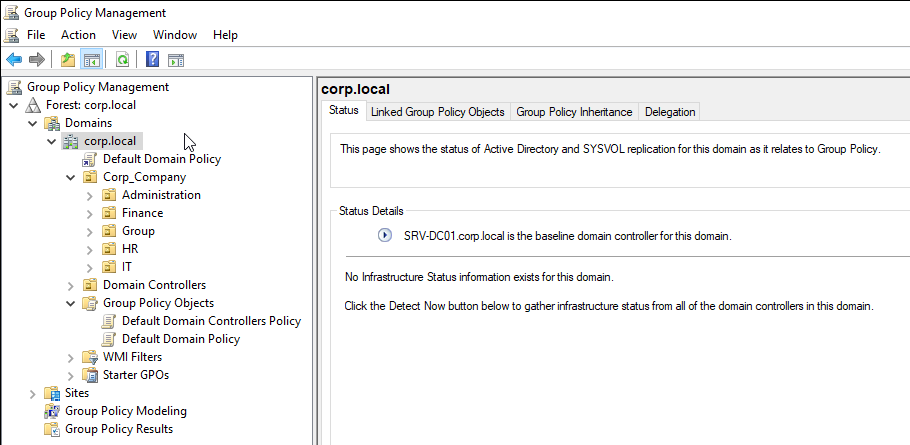 Group Policy Management
File Action View Window Help
Group Policy Management
Forest: corp.local
Domains
corp.local
Default Domain Policy
Corp_Company
Administration
Finance
Group
HR
IT
Domain Controllers
Group Policy Objects
Default Domain Controllers Policy
Default Domain Policy
WMI Filters
Starter GPOs
Sites
Group Policy Modeling
Group Policy Results
corp.local
Status Linked Group Policy Objects Group Policy Inheritance Delegation
This page shows the status of Active Directory and SYSVOL replication for this domain as it relates to Group Policy.
Status Details
SRV-DC01.corp.local is the baseline domain controller for this domain.
No Infrastructure Status information exists for this domain.
Click the Detect Now button below to gather infrastructure status from all of the domain controllers in this domain.